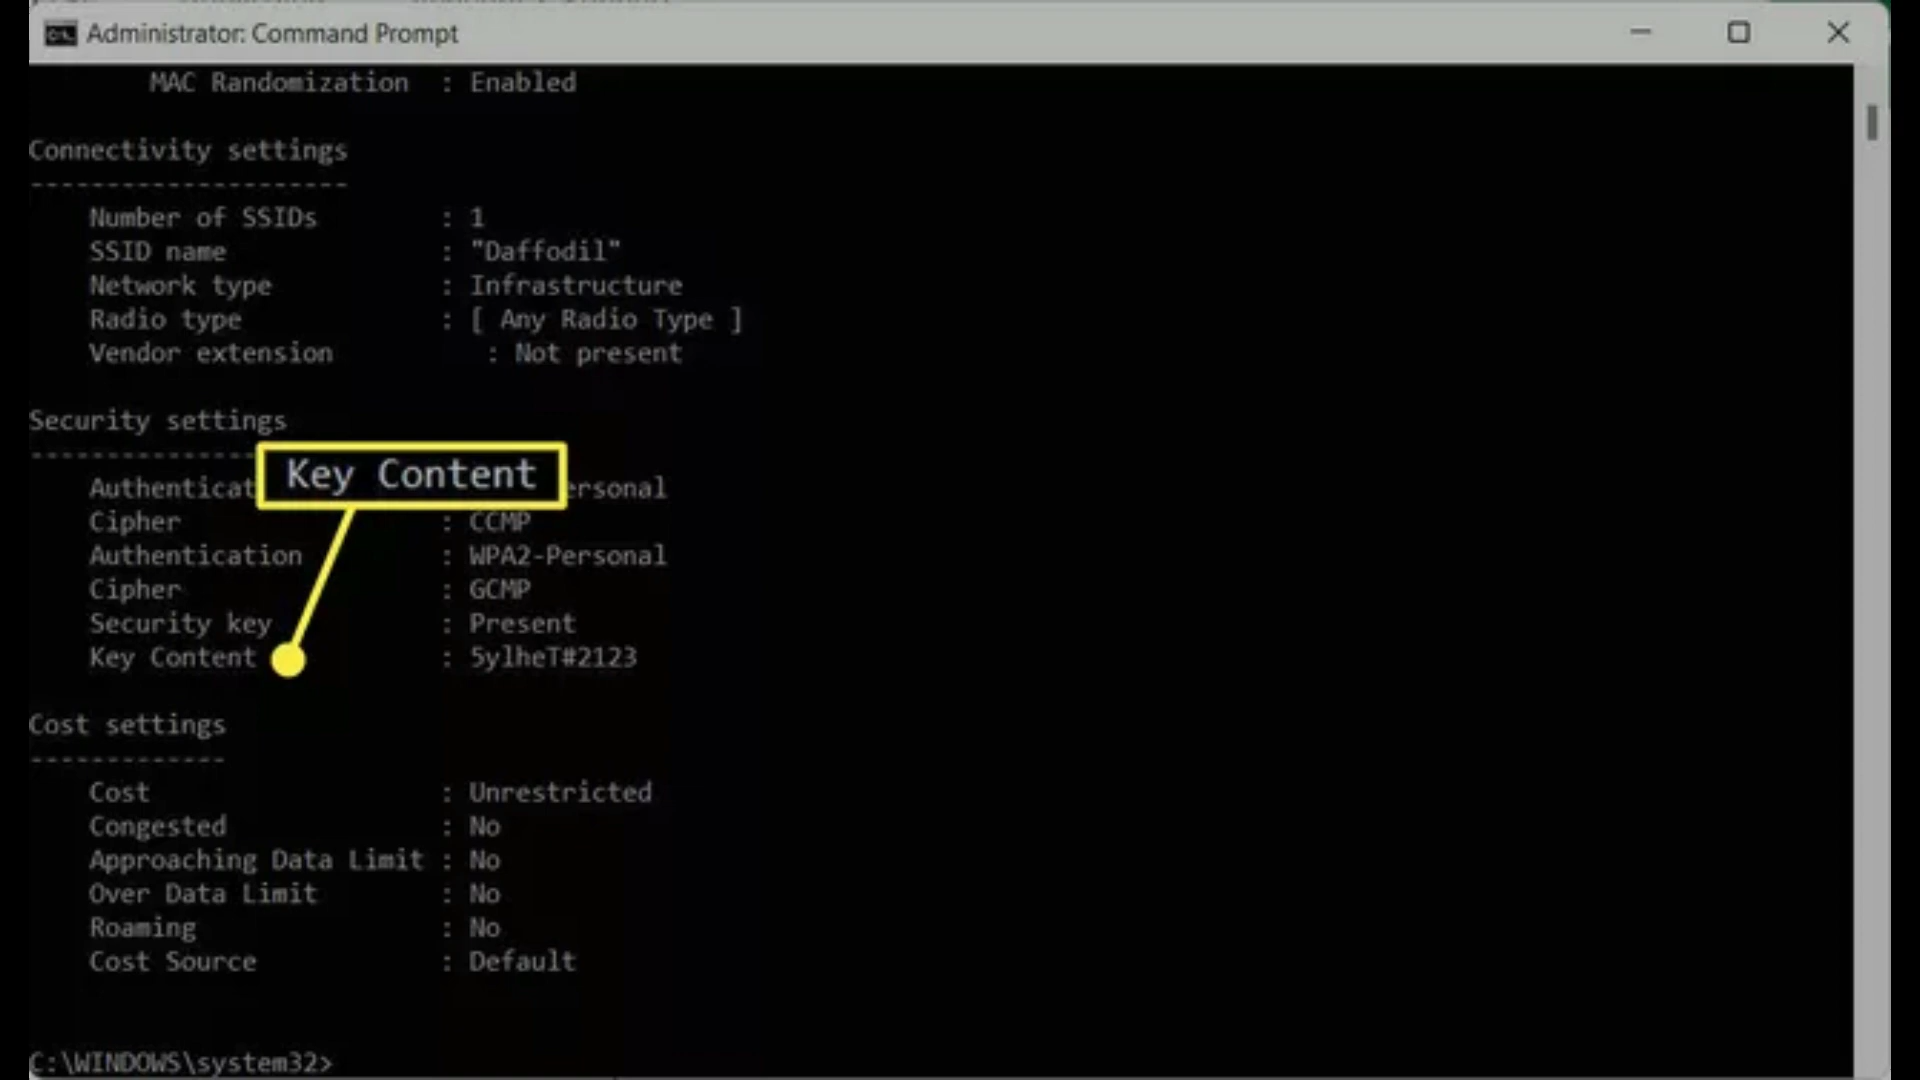 Administrator: Command Prompt
MAC Randomization : Enabled
Connectivity settings
---------------------
Number of SSIDs : 1
SSID name : "Daffodil"
Network type : Infrastructure
Radio type : [ Any Radio Type ]
Vendor extension : Not present
Security settings
---------------
Key Content
Authenticat ersonal
Cipher : CCMP
Authentication : WPA2-Personal
Cipher : GCMP
Security key : Present
Key Content : 5ylheT#2123
Cost settings
-------------
Cost : Unrestricted
Congested : No
Approaching Data Limit : No
Over Data Limit : No
Roaming : No
Cost Source : Default
C:\WINDOWS\system32>